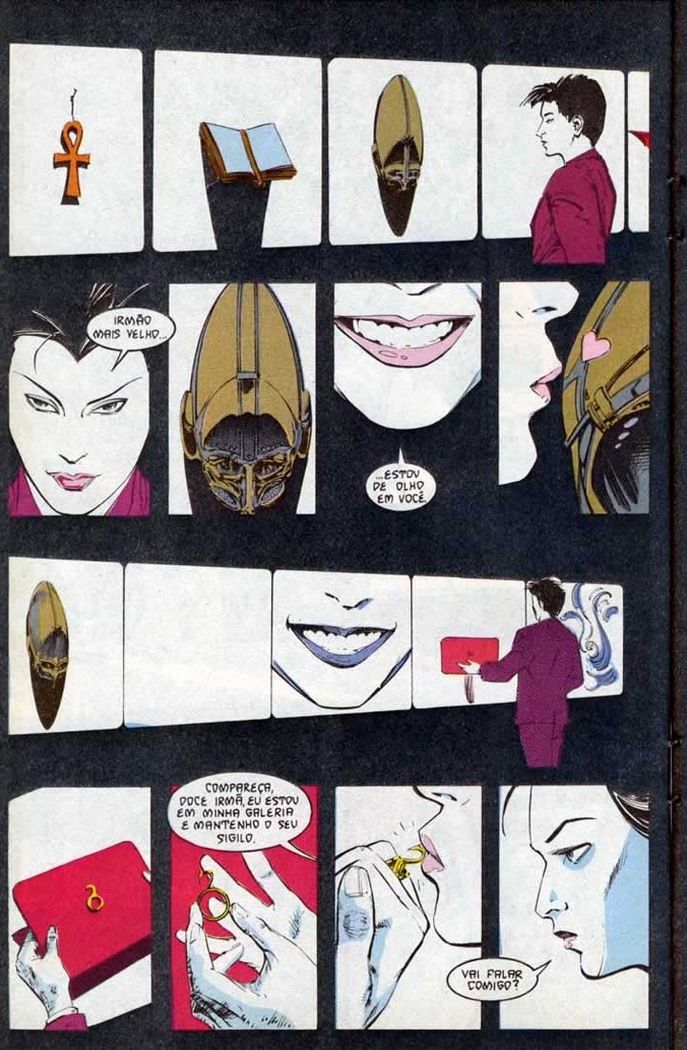 IRMÃO
MAIS VELHO...
...ESTOU
DE OLHO
EM VOCÊ.
COMPAREÇA,
DOCE IRMÃ, EU ESTOU
EM MINHA GALERIA
E MANTENHO O SEU
SIGILO.
VAI FALAR
COMIGO?